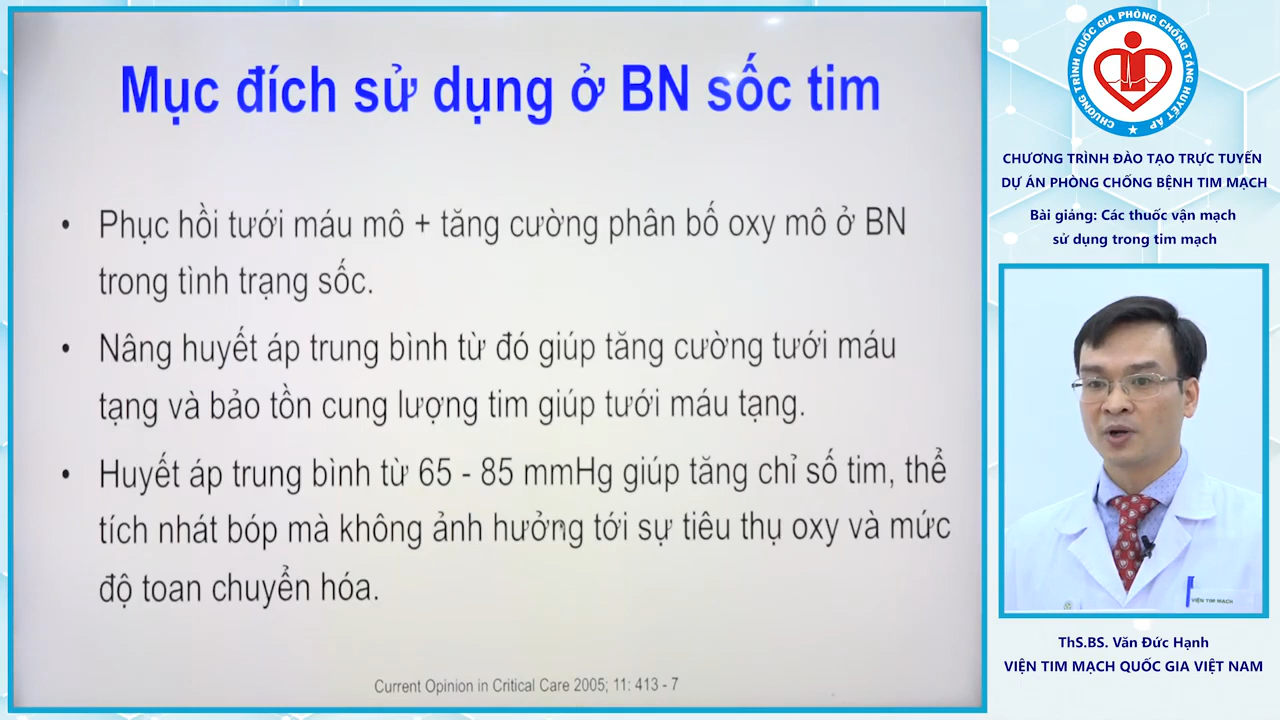 Mục đích sử dụng ở BN sốc tim
• Phục hồi tưới máu mô + tăng cường phân bố oxy mô ở BN
trong tình trạng sốc.
• Nâng huyết áp trung bình từ đó giúp tăng cường tưới máu
tạng và bảo tồn cung lượng tim giúp tưới máu tạng.
• Huyết áp trung bình từ 65 - 85 mmHg giúp tăng chỉ số tim, thể
tích nhát bóp mà không ảnh hưởng tới sự tiêu thụ oxy và mức
độ toan chuyển hóa.
Current Opinion in Critical Care 2005; 11: 413 - 7
CHƯƠNG TRÌNH QUỐC GIA PHÒNG CHỐNG TĂNG HUYẾT ÁP
CHƯƠNG TRÌNH ĐÀO TẠO TRỰC TUYẾN
DỰ ÁN PHÒNG CHỐNG BỆNH TIM MẠCH
Bài giảng: Các thuốc vận mạch
sử dụng trong tim mạch
VIỆN TIM MẠCH
ThS.BS. Văn Đức Hạnh
VIỆN TIM MẠCH QUỐC GIA VIỆT NAM